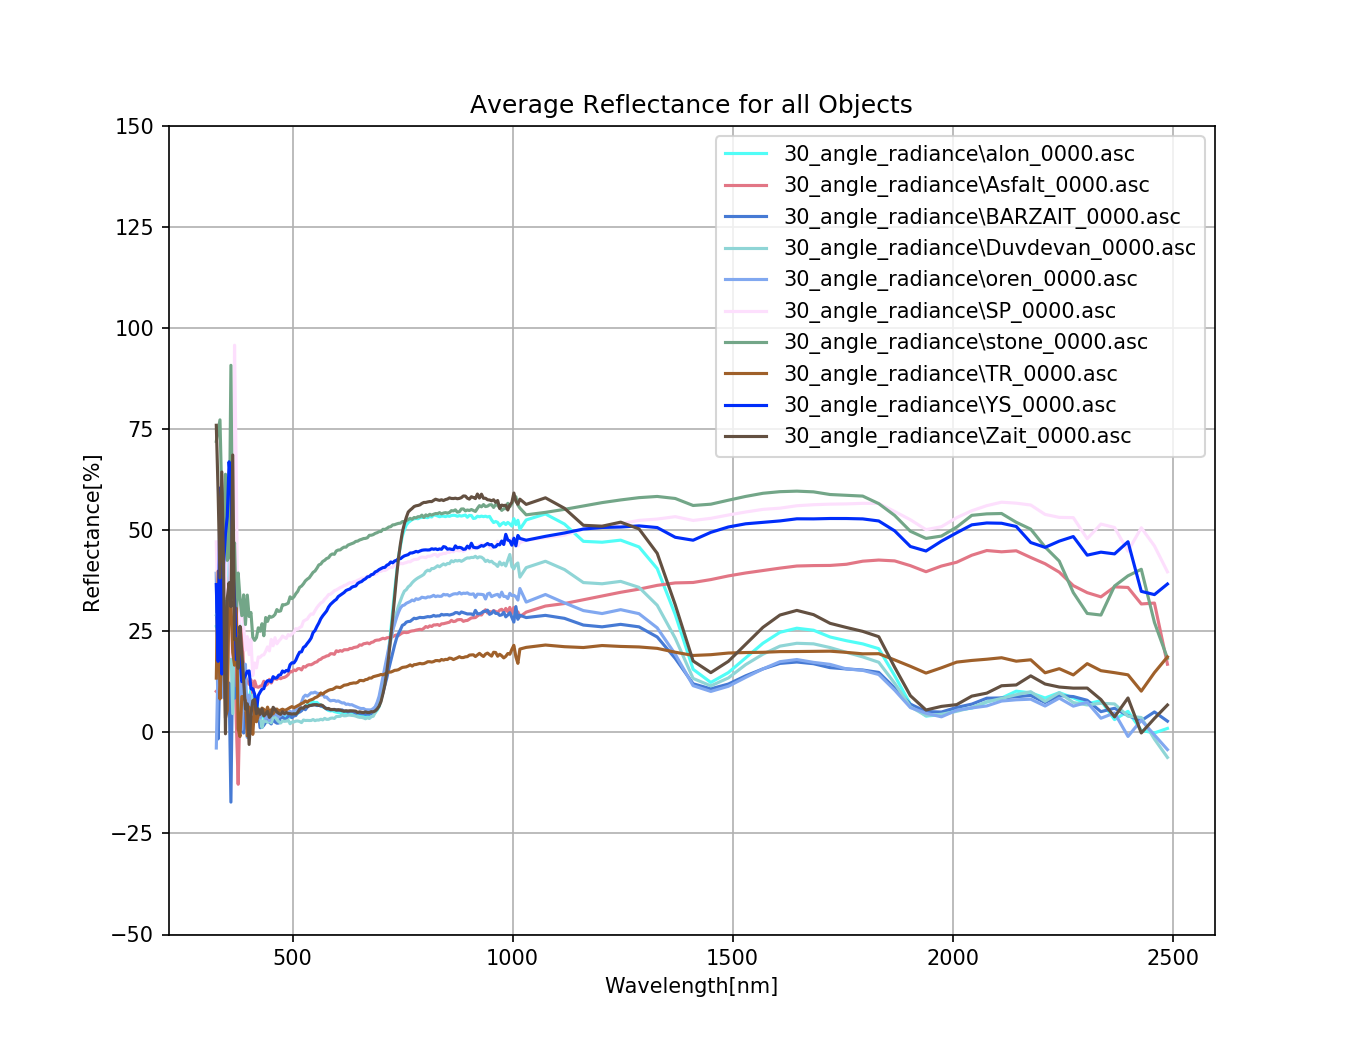 Average Reflectance for all Objects
150
125
100
75
50
25
0
−25
−50
Reflectance[%]
30_angle_radiance\alon_0000.asc
30_angle_radiance\Asfalt_0000.asc
30_angle_radiance\BARZAIT_0000.asc
30_angle_radiance\Duvdevan_0000.asc
30_angle_radiance\oren_0000.asc
30_angle_radiance\SP_0000.asc
30_angle_radiance\stone_0000.asc
30_angle_radiance\TR_0000.asc
30_angle_radiance\YS_0000.asc
30_angle_radiance\Zait_0000.asc
500 1000 1500 2000 2500
Wavelength[nm]